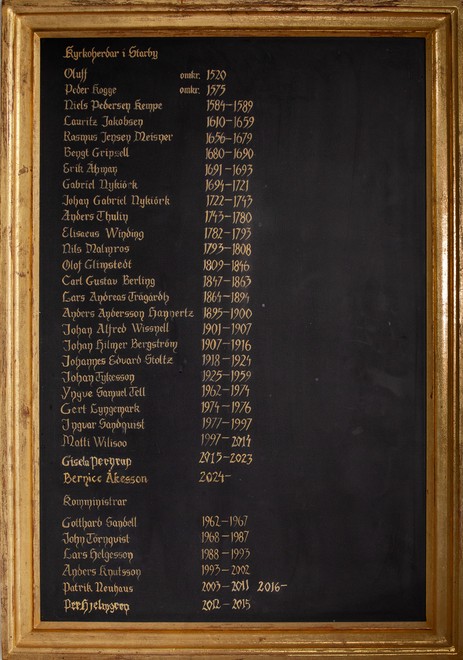 Kyrkoherdar i Starby
Oluff omkr. 1520
Peder Kogge omkr. 1575
Niels Pedersen Kempe 1584–1589
Lauritz Jakobsen 1610–1659
Rasmus Jensen Meisner 1656–1679
Bengt Gripsell 1680–1690
Erik Åhman 1691–1693
Gabriel Nykiörk 1694–1721
Johan Gabriel Nykiörk 1722–1743
Anders Thulin 1743–1780
Elisaeus Winding 1782–1793
Nils Malmros 1793–1808
Olof Glimstedt 1809–1846
Carl Gustav Berling 1847–1863
Lars Andreas Trägårdh 1864–1894
Anders Andersson Hannertz 1895–1900
Johan Alfred Wissnell 1901–1907
Johan Hilmer Bergström 1907–1916
Johannes Edvard Stoltz 1918–1924
Johan Tykesson 1925–1959
Yngve Samuel Tell 1962–1974
Gert Lyngemark 1974–1976
Ingvar Sandquist 1977–1997
Matti Wilisoo 1997–2014
Gisela Pernrup 2015–2023
Bernice Åkesson 2024–
Komministrar
Gotthard Sandell 1962–1967
John Törnqvist 1968–1987
Lars Helgesson 1988–1993
Anders Knutsson 1993–2002
Patrik Neuhaus 2003–2011 2016–
Per Hjelmgren 2012–2015